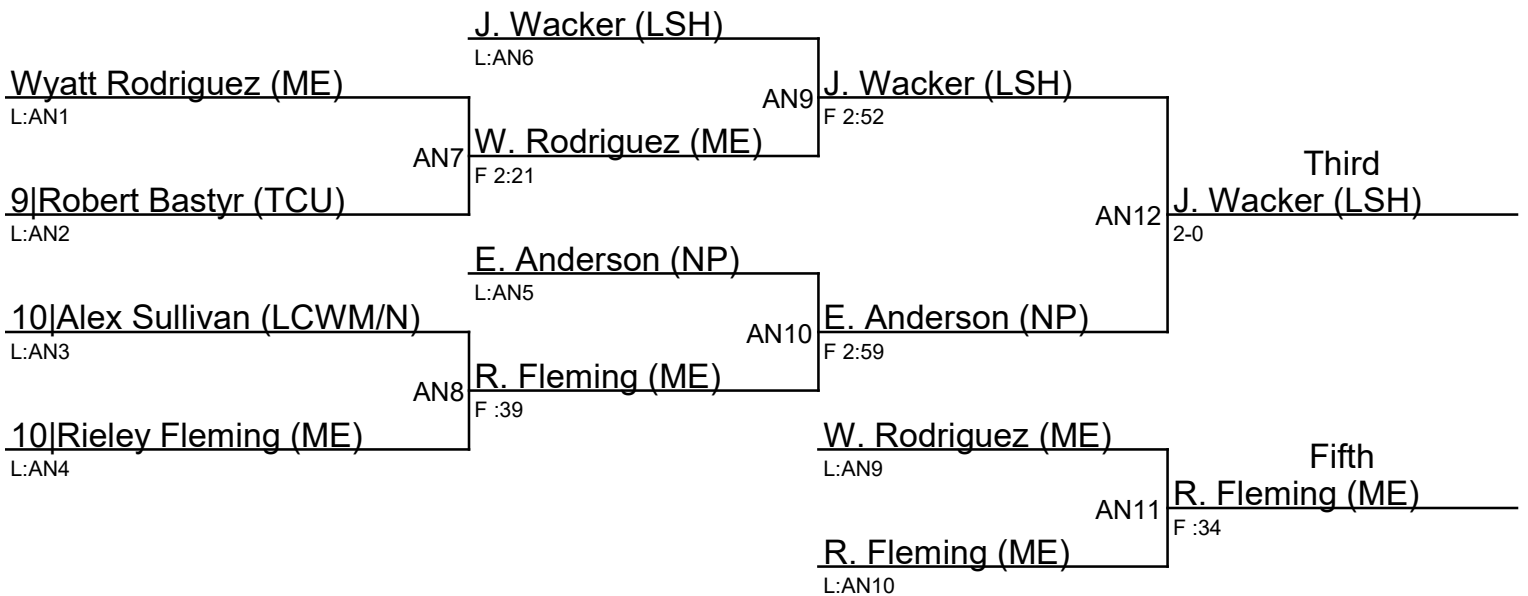 J. Wacker (LSH)
L:AN6
Wyatt Rodriguez (ME)
L:AN1
AN9
J. Wacker (LSH)
F 2:52
AN7
W. Rodriguez (ME)
F 2:21
Third
9|Robert Bastyr (TCU)
L:AN2
AN12
J. Wacker (LSH)
2-0
E. Anderson (NP)
L:AN5
10|Alex Sullivan (LCWM/N)
L:AN3
AN10
E. Anderson (NP)
F 2:59
AN8
R. Fleming (ME)
F :39
10|Rieley Fleming (ME)
L:AN4
W. Rodriguez (ME)
L:AN9
Fifth
AN11
R. Fleming (ME)
F :34
R. Fleming (ME)
L:AN10